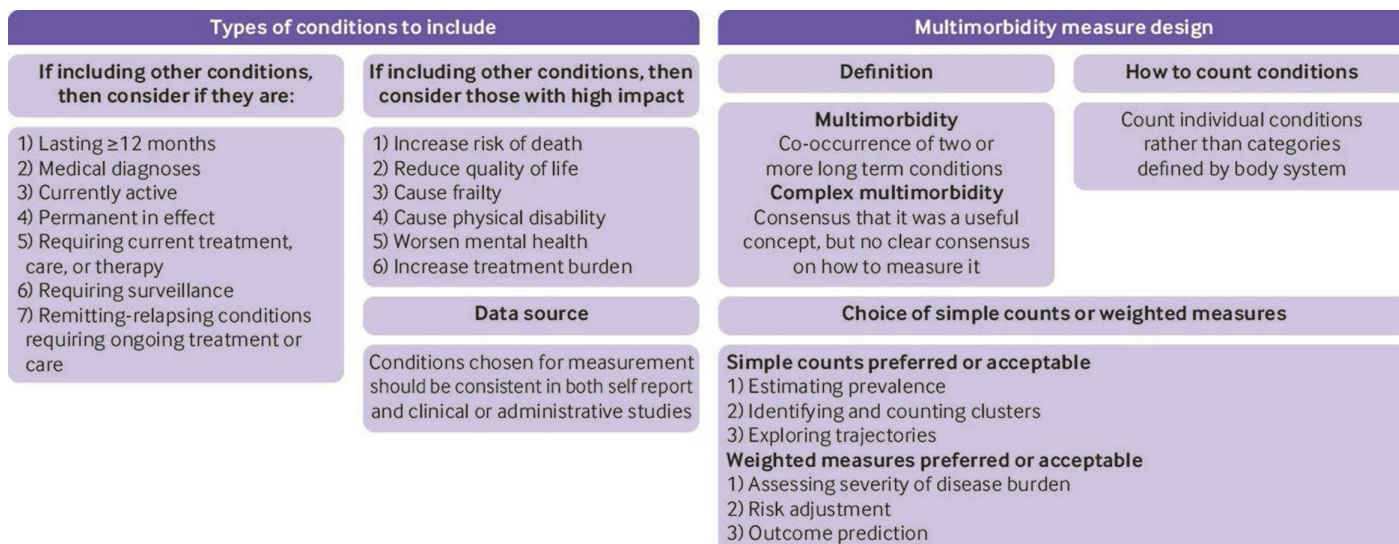 Types of conditions to include
If including other conditions,
then consider if they are:
1) Lasting ≥12 months
2) Medical diagnoses
3) Currently active
4) Permanent in effect
5) Requiring current treatment,
care, or therapy
6) Requiring surveillance
7) Remitting-relapsing conditions
requiring ongoing treatment or
care
If including other conditions, then
consider those with high impact
1) Increase risk of death
2) Reduce quality of life
3) Cause frailty
4) Cause physical disability
5) Worsen mental health
6) Increase treatment burden
Data source
Conditions chosen for measurement
should be consistent in both self report
and clinical or administrative studies
Multimorbidity measure design
Definition
Multimorbidity
Co-occurrence of two or
more long term conditions
Complex multimorbidity
Consensus that it was a useful
concept, but no clear consensus
on how to measure it
How to count conditions
Count individual conditions
rather than categories
defined by body system
Choice of simple counts or weighted measures
Simple counts preferred or acceptable
1) Estimating prevalence
2) Identifying and counting clusters
3) Exploring trajectories
Weighted measures preferred or acceptable
1) Assessing severity of disease burden
2) Risk adjustment
3) Outcome prediction